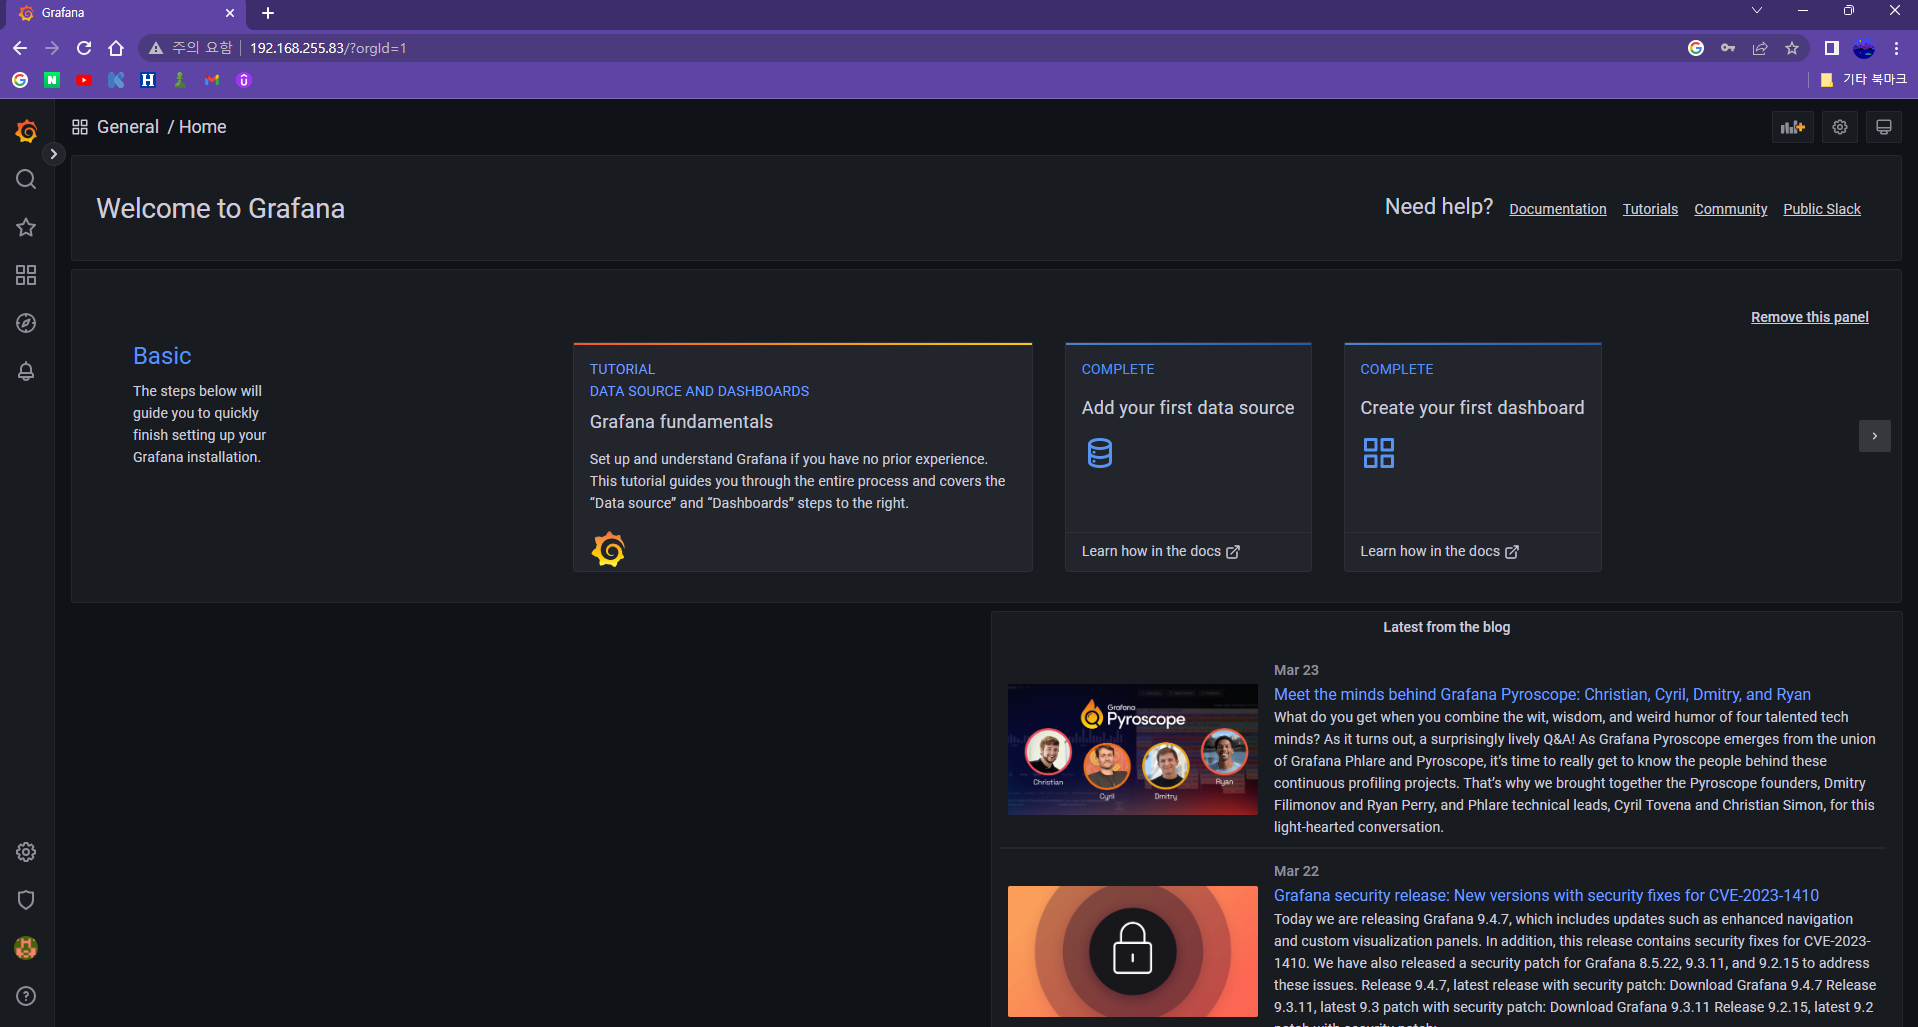 Grafana
주의 요함
192.168.255.83/?orgId=1
기타 북마크
General / Home
Welcome to Grafana
Need help? Documentation Tutorials Community Public Slack
Remove this panel
Basic
The steps below will
guide you to quickly
finish setting up your
Grafana installation.
TUTORIAL
DATA SOURCE AND DASHBOARDS
Grafana fundamentals
Set up and understand Grafana if you have no prior experience.
This tutorial guides you through the entire process and covers the
“Data source” and “Dashboards” steps to the right.
COMPLETE
Add your first data source
Learn how in the docs
COMPLETE
Create your first dashboard
Learn how in the docs
Latest from the blog
Grafana
Pyroscope
Christian
Cyril
Dmitry
Ryan
Mar 23
Meet the minds behind Grafana Pyroscope: Christian, Cyril, Dmitry, and Ryan
What do you get when you combine the wit, wisdom, and weird humor of four talented tech
minds? As it turns out, a surprisingly lively Q&A! As Grafana Pyroscope emerges from the union
of Grafana Phlare and Pyroscope, it’s time to really get to know the people behind these
continuous profiling projects. That’s why we brought together the Pyroscope founders, Dmitry
Filimonov and Ryan Perry, and Phlare technical leads, Cyril Tovena and Christian Simon, for this
light-hearted conversation.
Mar 22
Grafana security release: New versions with security fixes for CVE-2023-1410
Today we are releasing Grafana 9.4.7, which includes updates such as enhanced navigation
and custom visualization panels. In addition, this release contains security fixes for CVE-2023-
1410. We have also released a security patch for Grafana 8.5.22, 9.3.11, and 9.2.15 to address
these issues. Release 9.4.7, latest release with security patch: Download Grafana 9.4.7 Release
9.3.11, latest 9.3 patch with security patch: Download Grafana 9.3.11 Release 9.2.15, latest 9.2
patch with security patch: